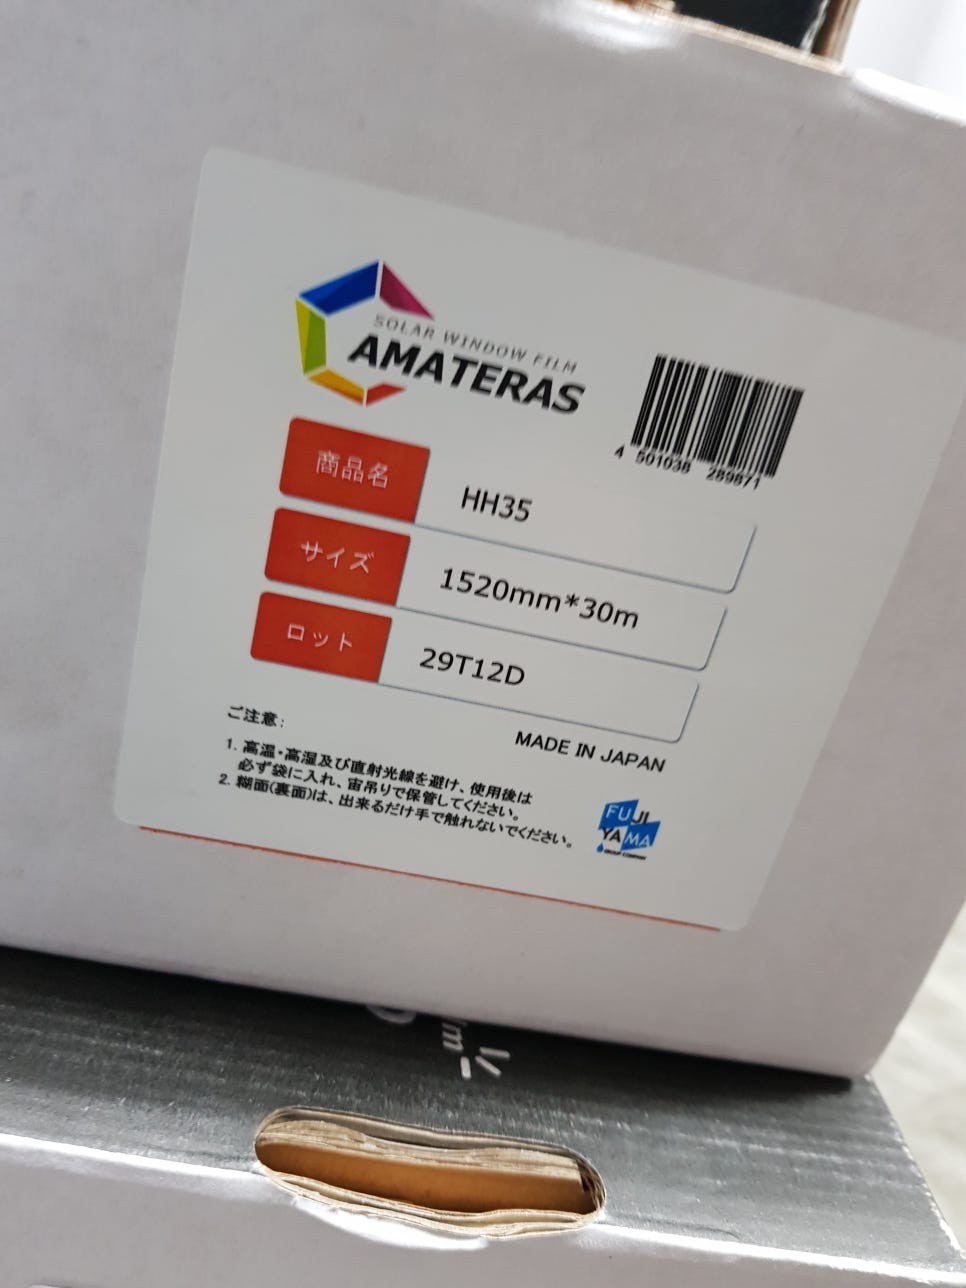 SOLAR WINDOW FILM
AMATERAS
4 501038 289871
商品名 HH35
サイズ 1520mm*30m
ロット 29T12D
MADE IN JAPAN
ご注意:
1. 高温・高湿及び直射光線を避け、使用後は
必ず袋に入れ、宙吊りで保管してください。
2. 糊面(裏面)は、出来るだけ手で触れないでください。
FUJI
YAMA
GROUP COMPANY